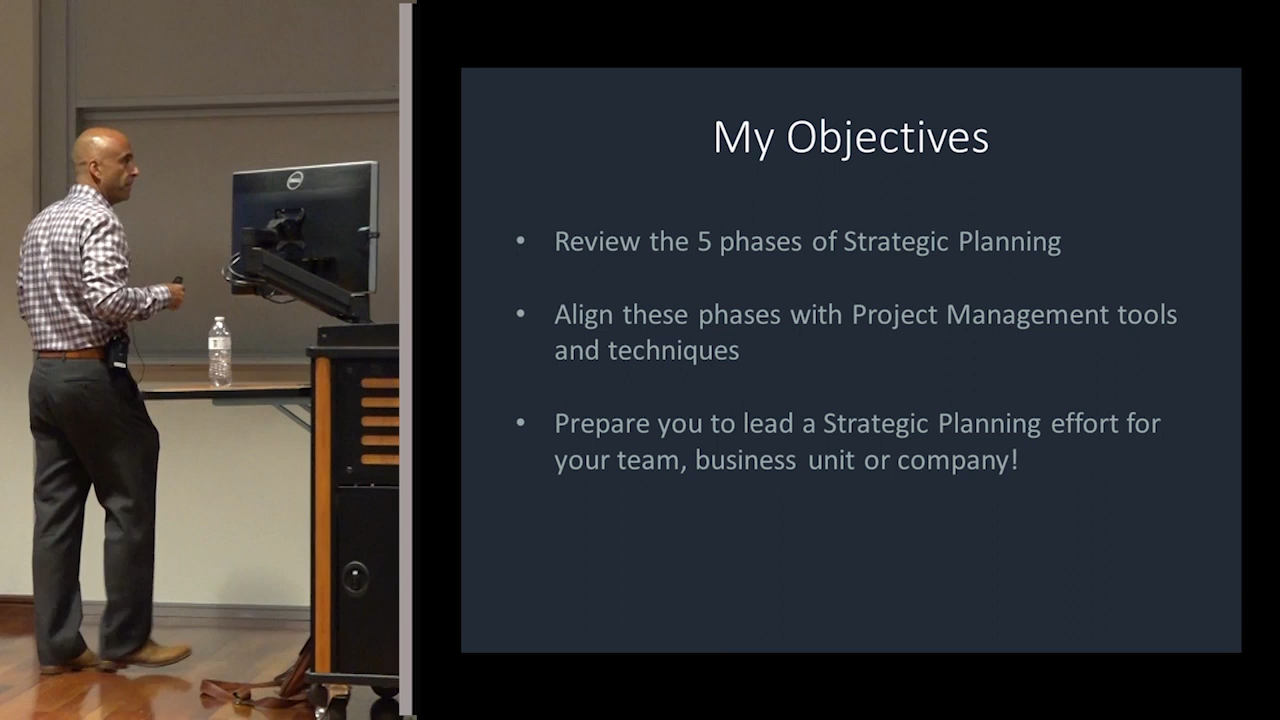 My Objectives
• Review the 5 phases of Strategic Planning
• Align these phases with Project Management tools
and techniques
• Prepare you to lead a Strategic Planning effort for
your team, business unit or company!
DELL